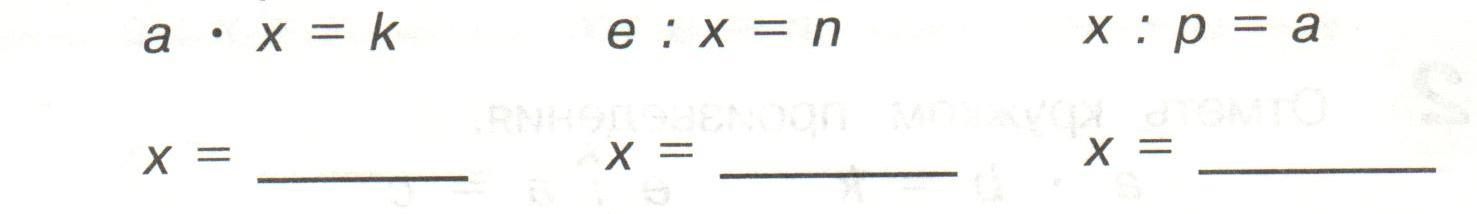 a · x = k e : x = n x : p = a
x = ______ x = ______ x = ______